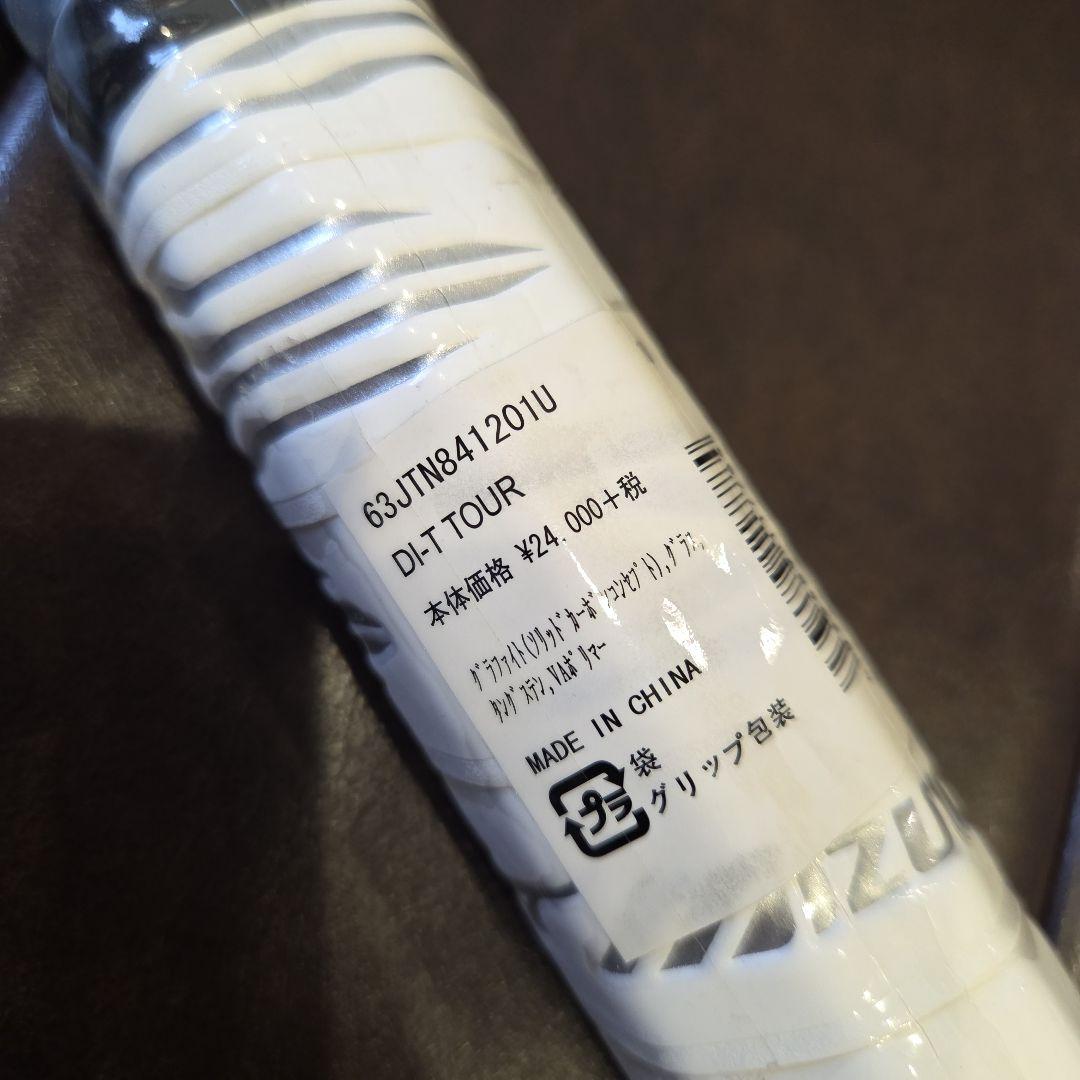 63JTN841201U
DI-T TOUR
本体価格 ¥24,000+税
ｸﾞﾗﾌｧｲﾄ(ｿﾘｯﾄﾞｶｰﾎﾞﾝｺﾝｾﾌﾟﾄ),ｸﾞﾗｽ,
ﾀﾝｸﾞｽﾃﾝ,VAﾎﾟﾘﾏｰ
MADE IN CHINA
プラ
袋
グリップ包装
MIZUNO